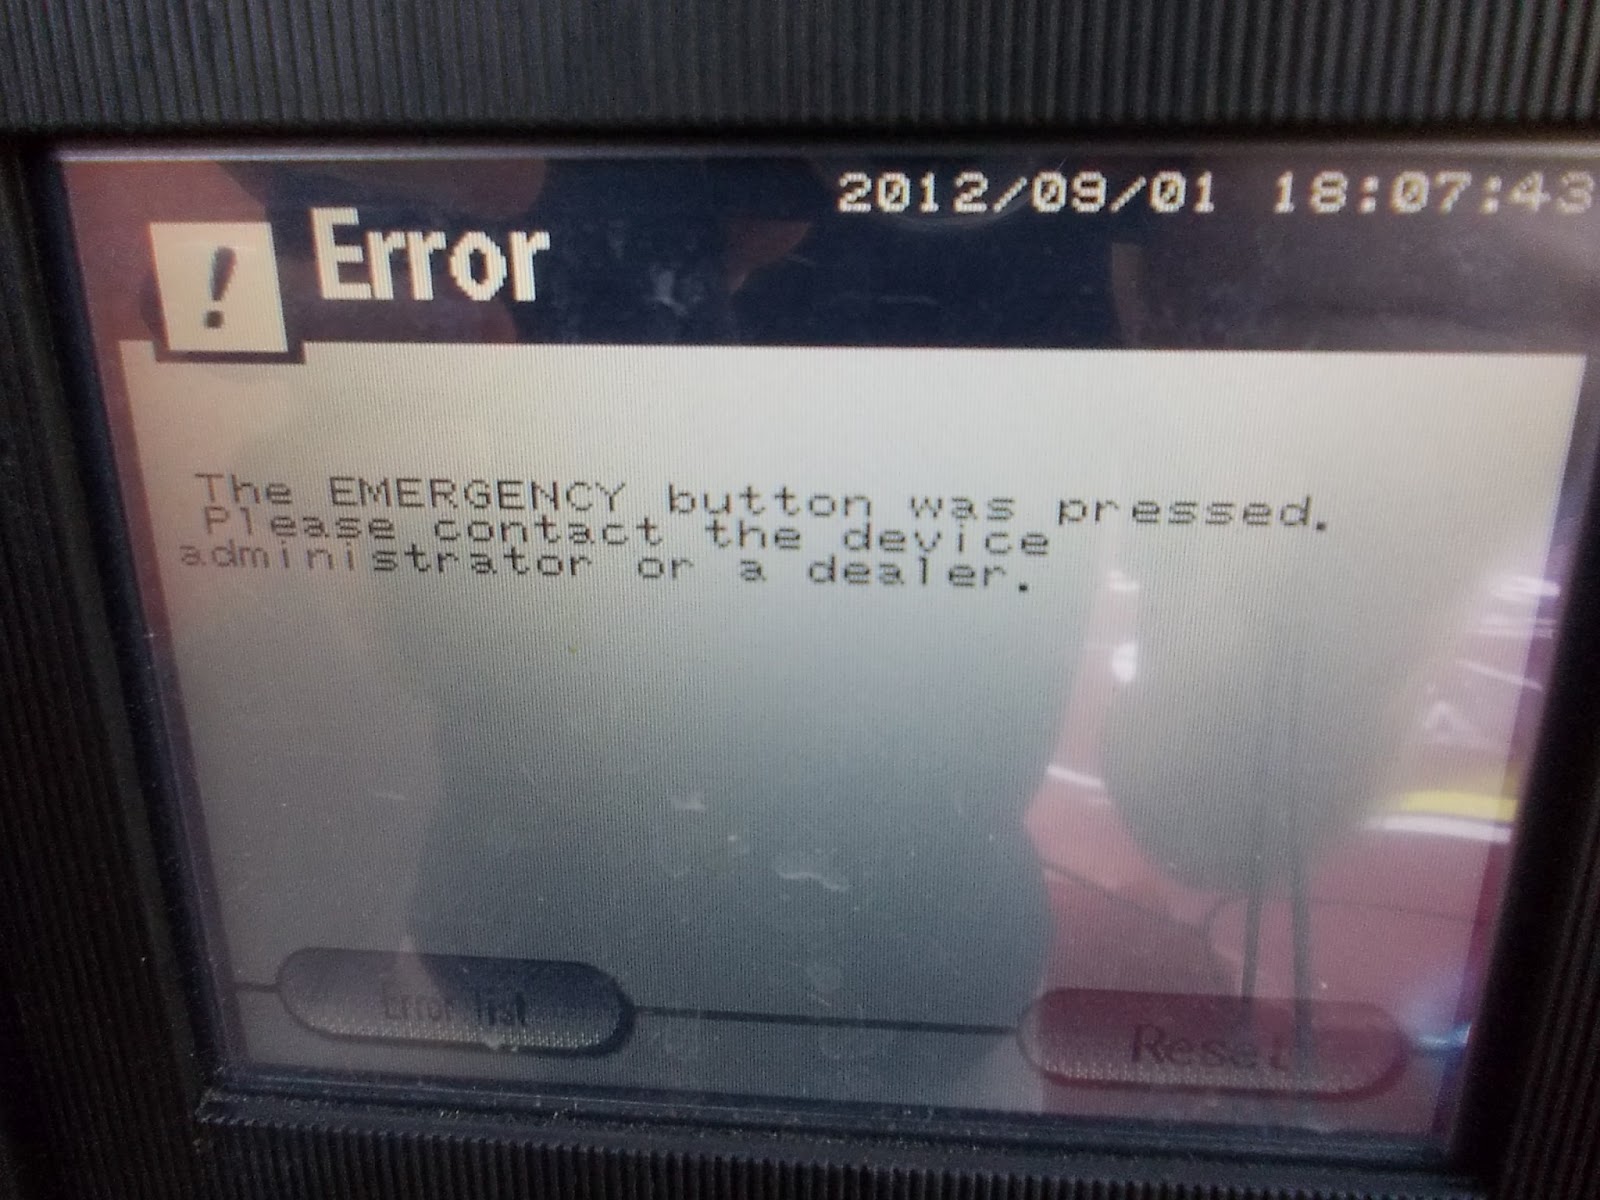 2012/09/01 18:07:43
! Error
The EMERGENCY button was pressed.
Please contact the device
administrator or a dealer.
Error list
Reset